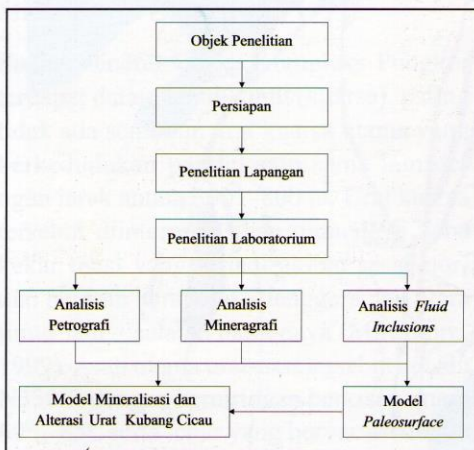 Objek Penelitian
Persiapan
Penelitian Lapangan
Penelitian Laboratorium
Analisis
Petrografi
Analisis
Mineragrafi
Analisis Fluid
Inclusions
Model Mineralisasi dan
Alterasi Urat Kubang Cicau
Model
Paleosurface